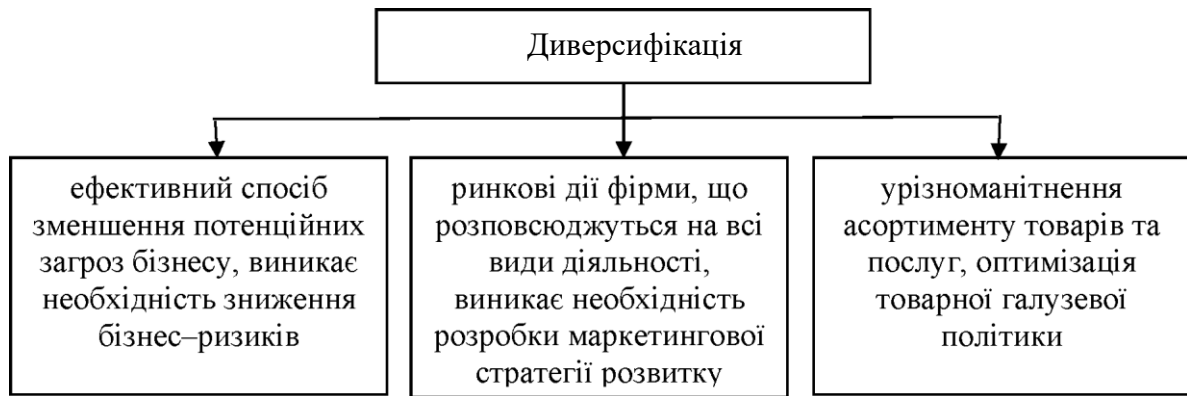 Диверсифікація
ефективний спосіб
зменшення потенційних
загроз бізнесу, виникає
необхідність зниження
бізнес–ризиків
ринкові дії фірми, що
розповсюджуться на всі
види діяльності,
виникає необхідність
розробки маркетингової
стратегії розвитку
урізноманітнення
асортименту товарів та
послуг, оптимізація
товарної галузевої
політики